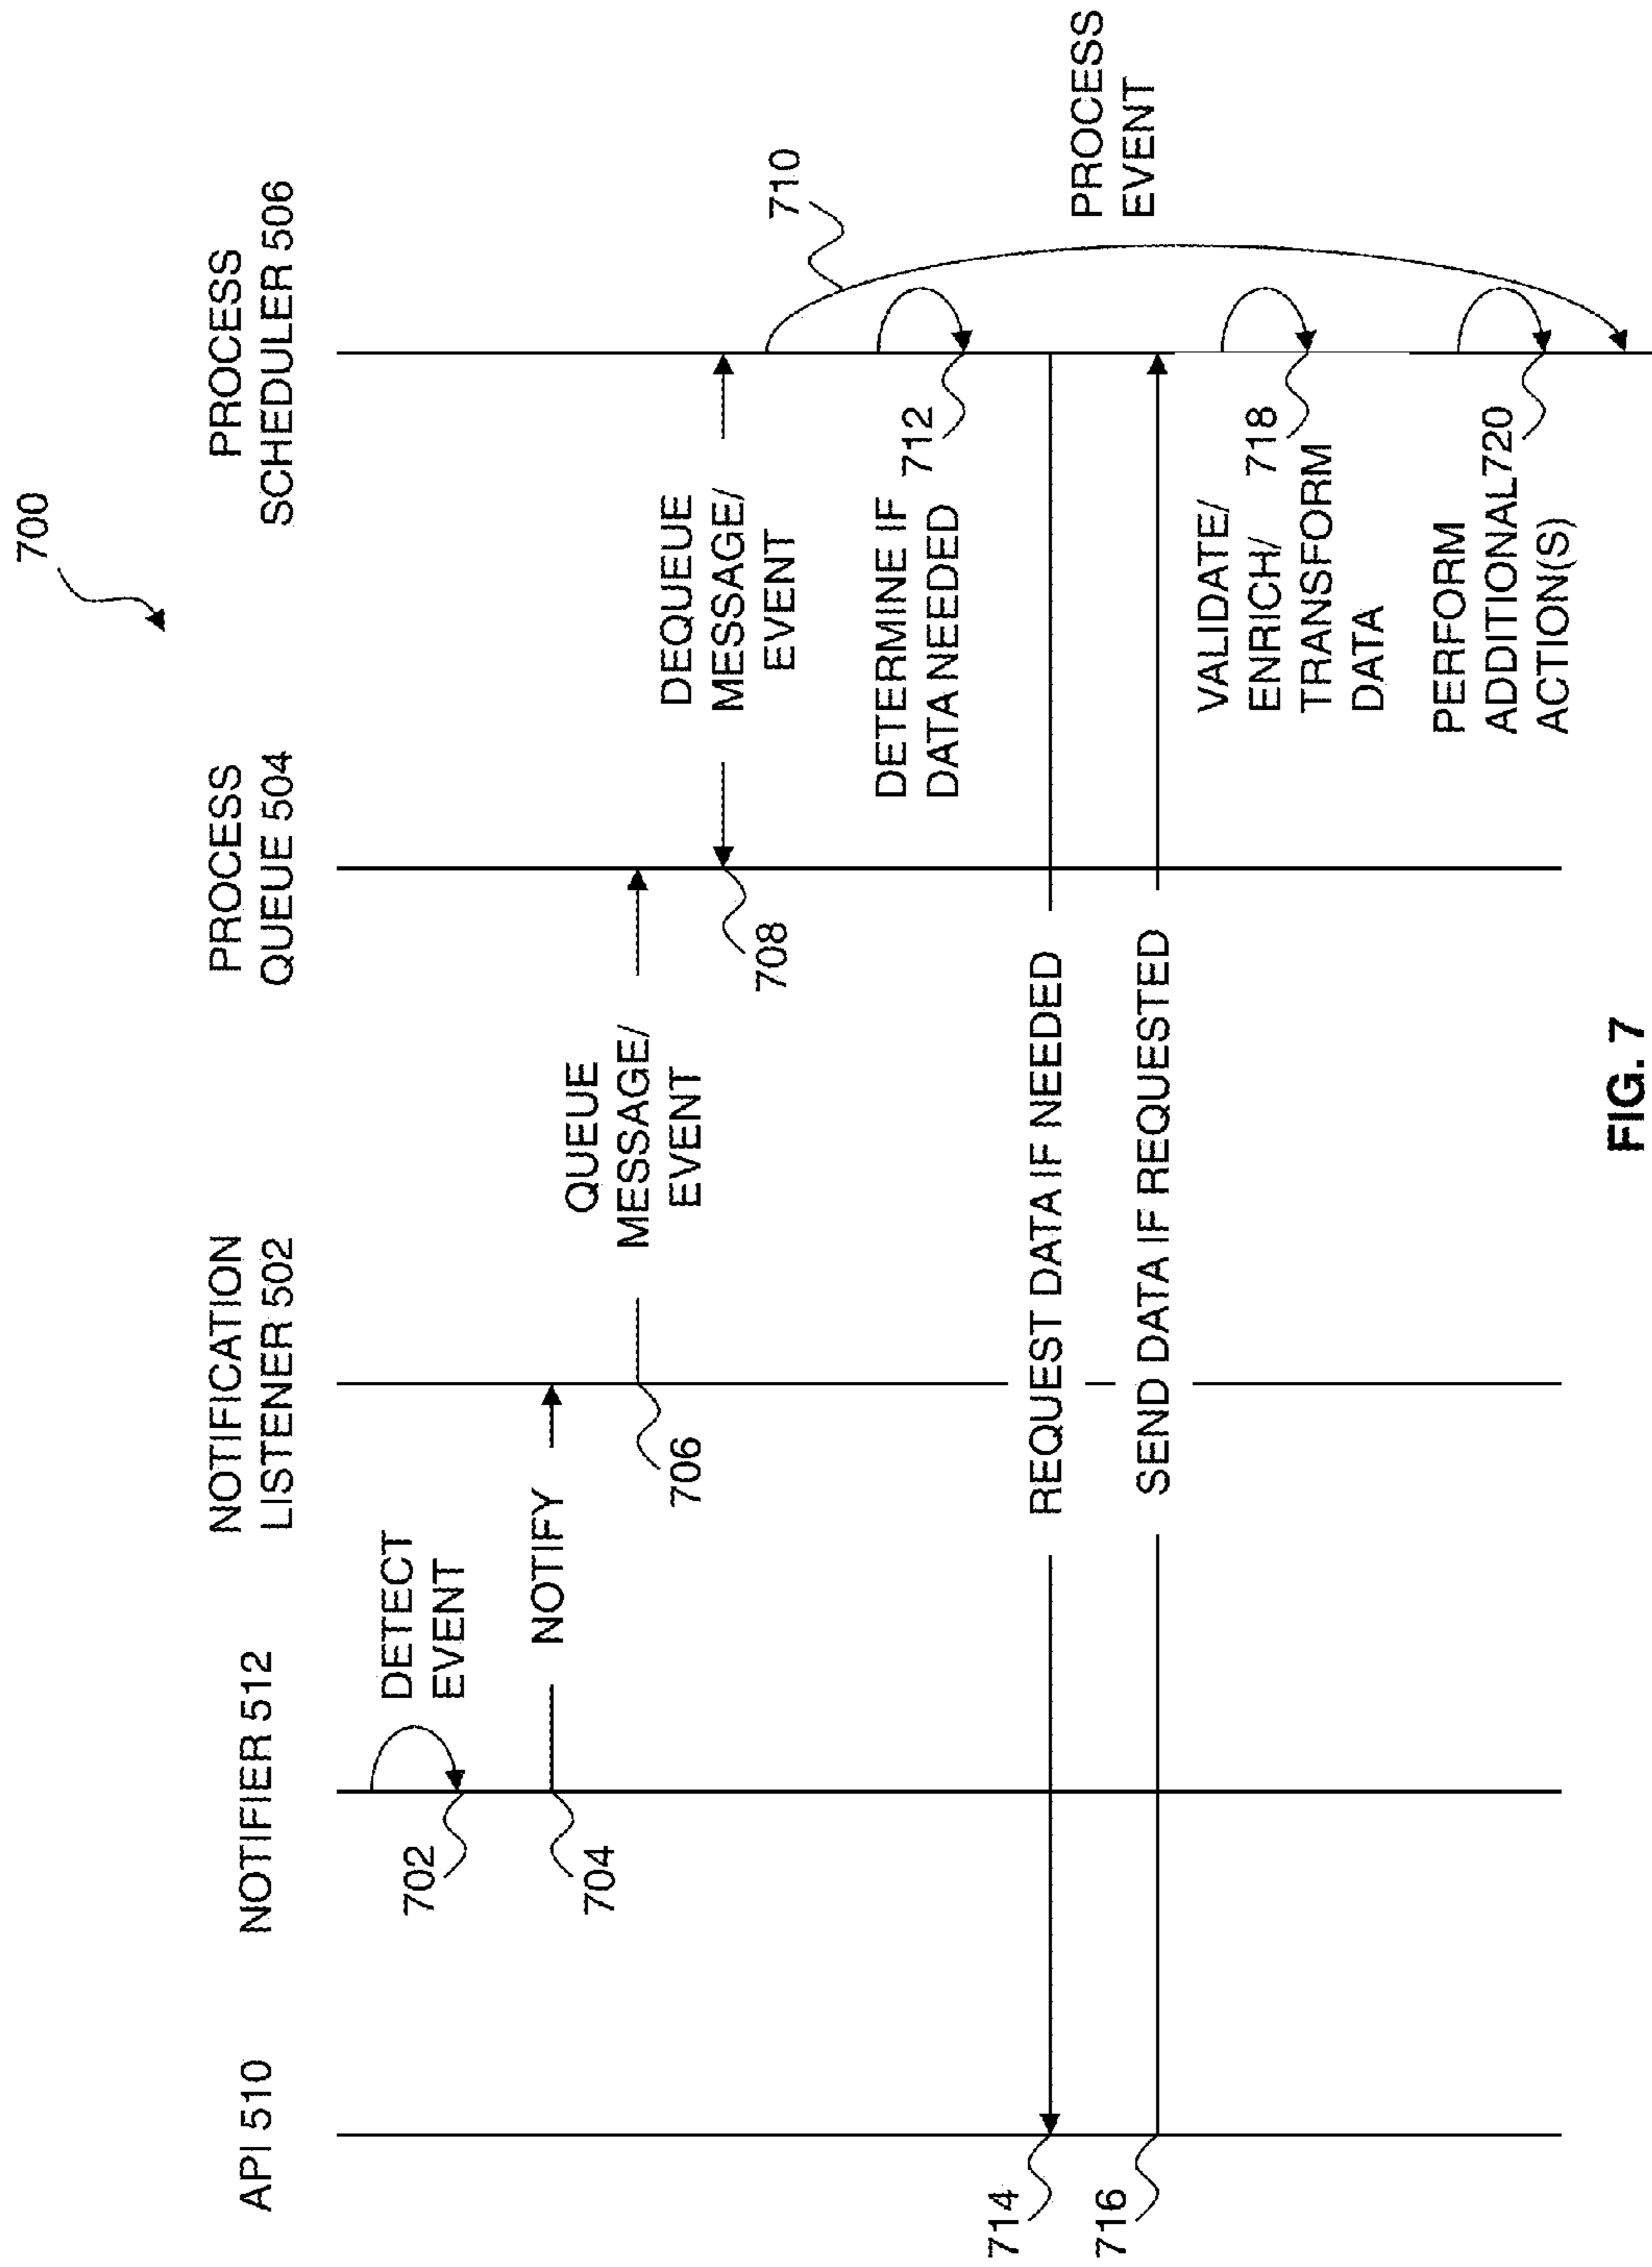 700
API 510
NOTIFIER 512
NOTIFICATION
LISTENER 502
PROCESS
QUEUE 504
PROCESS
SCHEDULER 506
DETECT
EVENT
702
NOTIFY
704
QUEUE
MESSAGE/
EVENT
706
DEQUEUE
MESSAGE/
EVENT
708
710
PROCESS
EVENT
DETERMINE IF
DATA NEEDED
712
REQUEST DATA IF NEEDED
714
SEND DATA IF REQUESTED
716
VALIDATE/
ENRICH/ 718
TRANSFORM
DATA
PERFORM
ADDITIONAL 720
ACTION(S)
FIG. 7